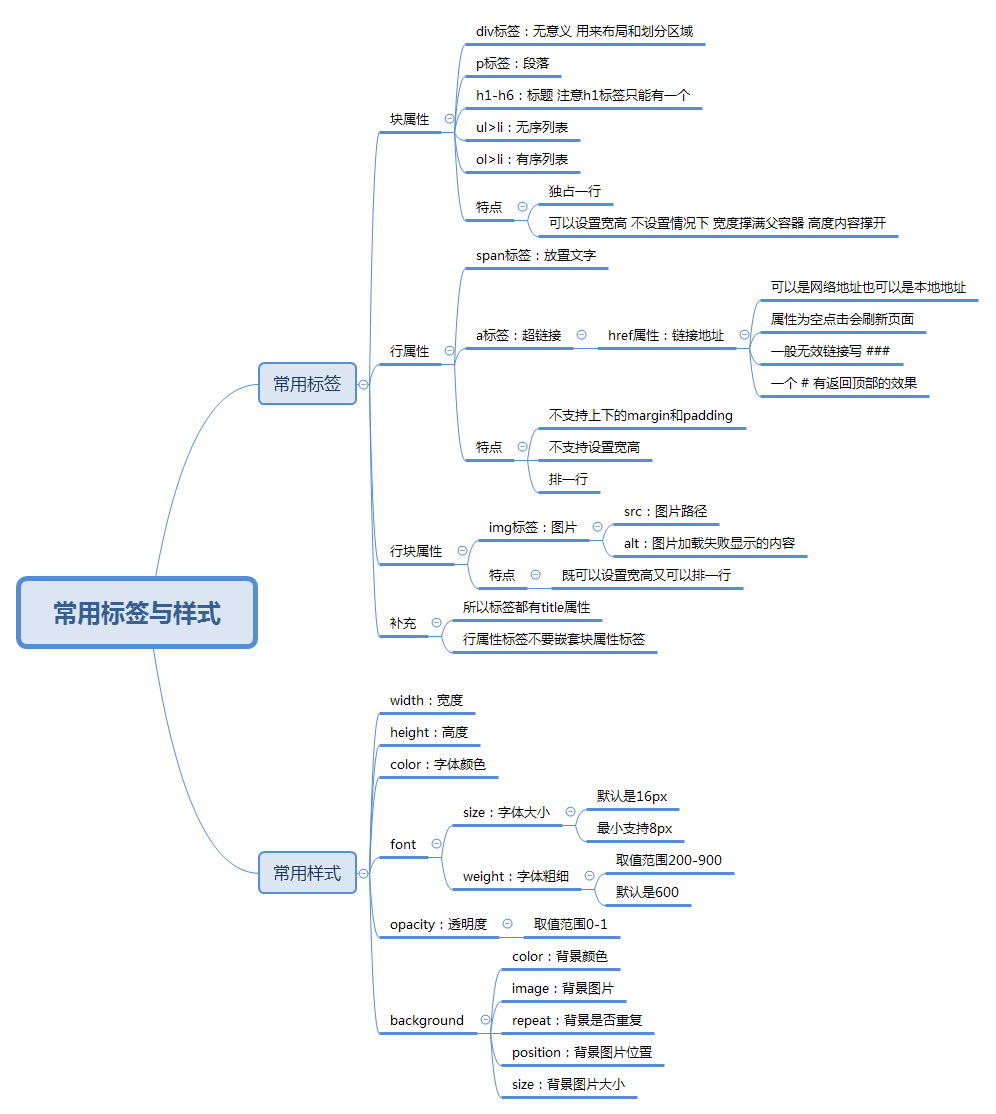 常用标签与样式
常用标签
块属性
div标签：无意义 用来布局和划分区域
p标签：段落
h1-h6：标题 注意h1标签只能有一个
ul>li：无序列表
ol>li：有序列表
特点
独占一行
可以设置宽高 不设置情况下 宽度撑满父容器 高度内容撑开
行属性
span标签：放置文字
a标签：超链接
href属性：链接地址
可以是网络地址也可以是本地地址
属性为空点击会刷新页面
一般无效链接写 ###
一个 # 有返回顶部的效果
特点
不支持上下的margin和padding
不支持设置宽高
排一行
行块属性
img标签：图片
src：图片路径
alt：图片加载失败显示的内容
特点
既可以设置宽高又可以排一行
补充
所以标签都有title属性
行属性标签不要嵌套块属性标签
常用样式
width：宽度
height：高度
color：字体颜色
font
size：字体大小
默认是16px
最小支持8px
weight：字体粗细
取值范围200-900
默认是600
opacity：透明度
取值范围0-1
background
color：背景颜色
image：背景图片
repeat：背景是否重复
position：背景图片位置
size：背景图片大小